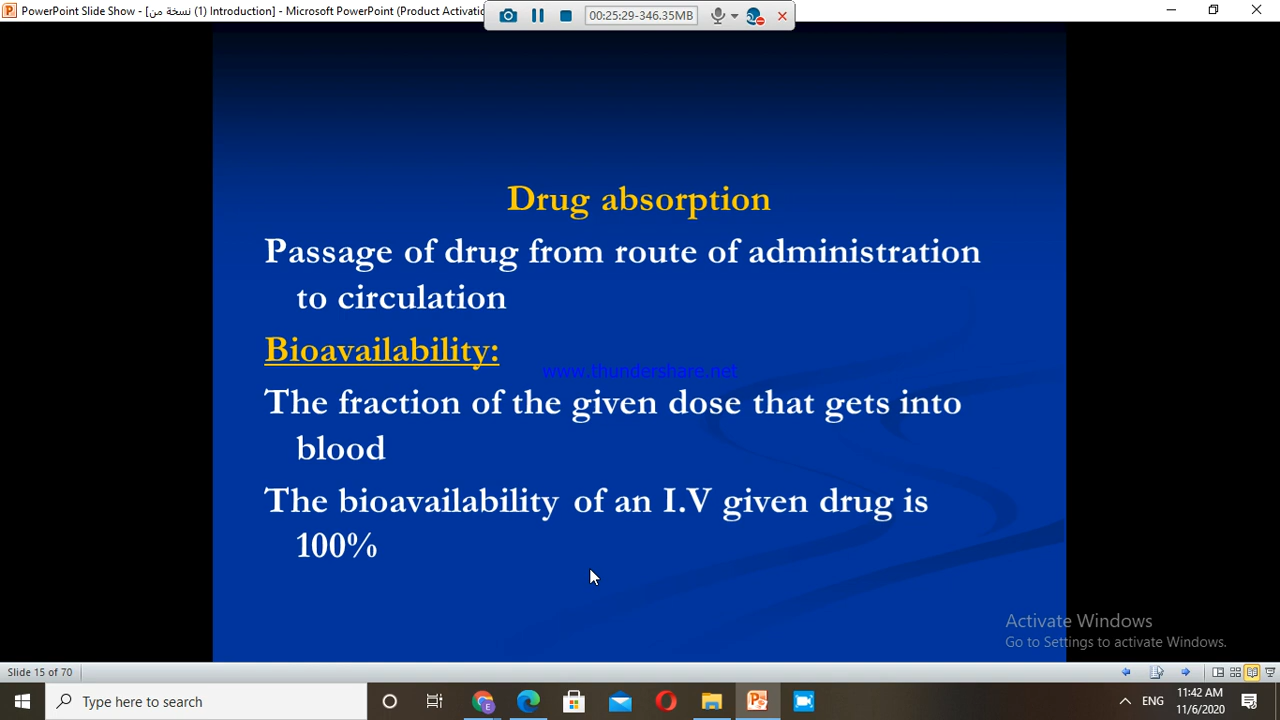 PowerPoint Slide Show - [نسخة من (1) Introduction] - Microsoft PowerPoint (Product Activati
00:25:29-346.35MB
Drug absorption
Passage of drug from route of administration
to circulation
Bioavailability:
www.thundershare.net
The fraction of the given dose that gets into
blood
The bioavailability of an I.V given drug is
100%
Activate Windows
Go to Settings to activate Windows.
Slide 15 of 70
Type here to search
ENG
11:42 AM
11/6/2020